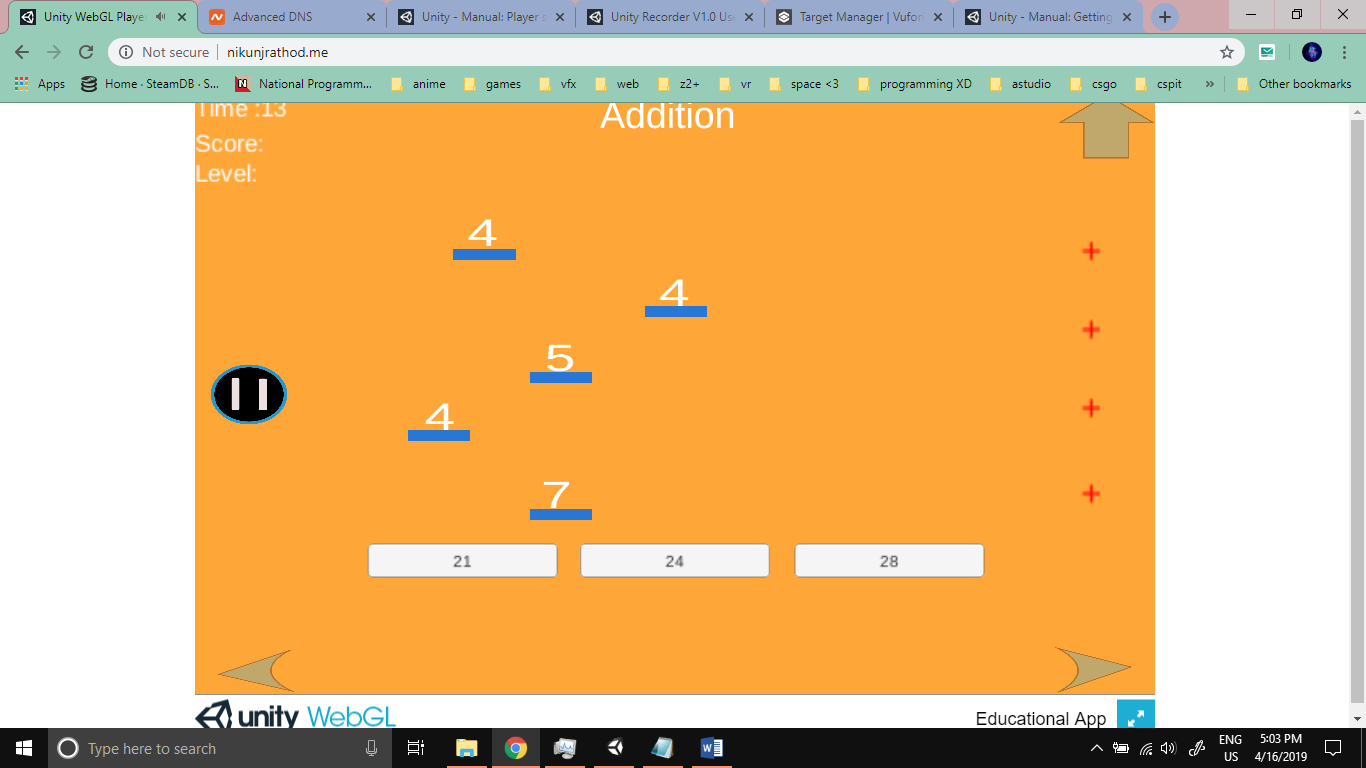 Unity WebGL Playe
Advanced DNS
Unity - Manual: Player s
Unity Recorder V1.0 Use
Target Manager | Vufor
Unity - Manual: Getting
Not secure | nikunjrathod.me
Apps
Home · SteamDB · S...
National Programm...
anime
games
vfx
web
z2+
vr
space <3
programming XD
astudio
csgo
cspit
»
Other bookmarks
Time :13
Addition
Score:
Level:
4
+
4
+
5
4
+
7
+
21
24
28
unity WebGL
Educational App
Type here to search
ENG
US
5:03 PM
4/16/2019